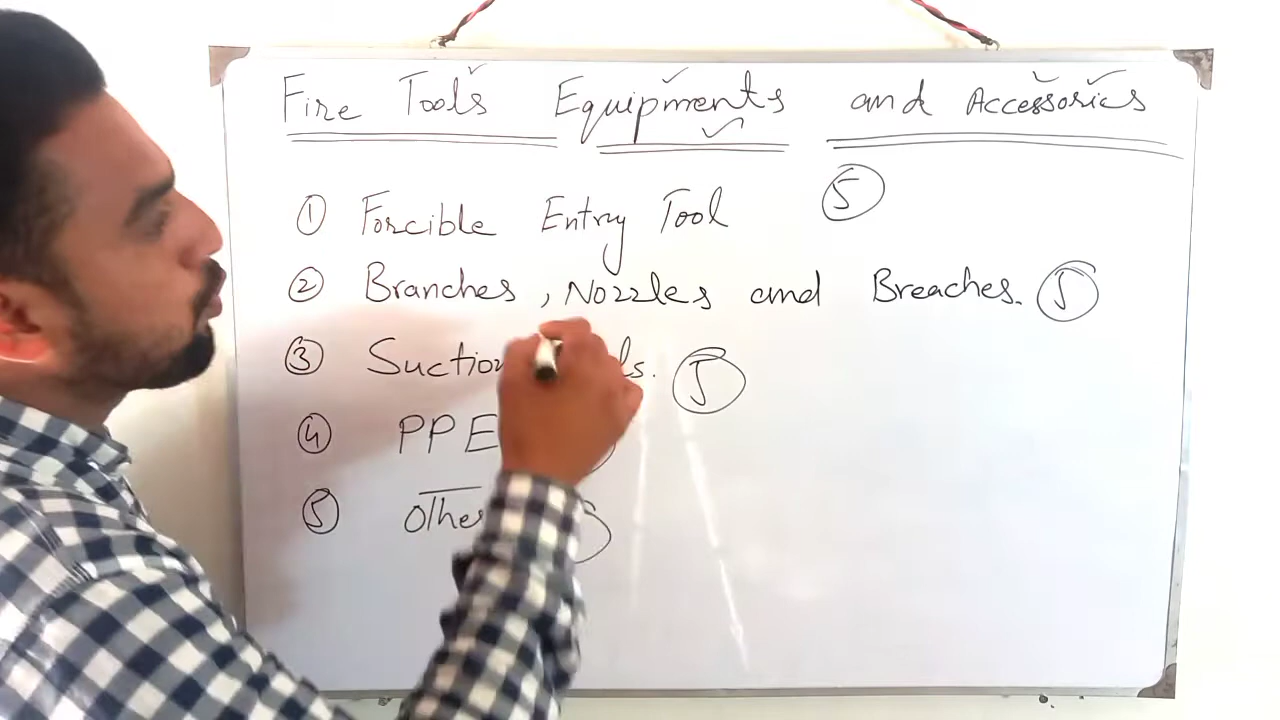 Fire Tools Equipments and Accessories
5
① Forcible Entry Tool
② Branches, Nozzles and Breaches. 5
③ Suction 5
④ PPE
⑤ Other